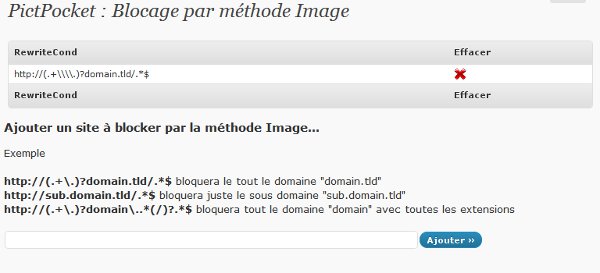 PictPocket : Blocage par méthode Image
RewriteCond Effacer
http://(.+\\\\.)?domain.tld/.*$
RewriteCond Effacer
Ajouter un site à blocker par la méthode Image...
Exemple
http://(.+\.)?domain.tld/.*$ bloquera le tout le domaine "domain.tld"
http://sub.domain.tld/.*$ bloquera juste le sous domaine "sub.domain.tld"
http://(.+\.)?domain\..*(/)?.*$ bloquera tout le domaine "domain" avec toutes les extensions
Ajouter »